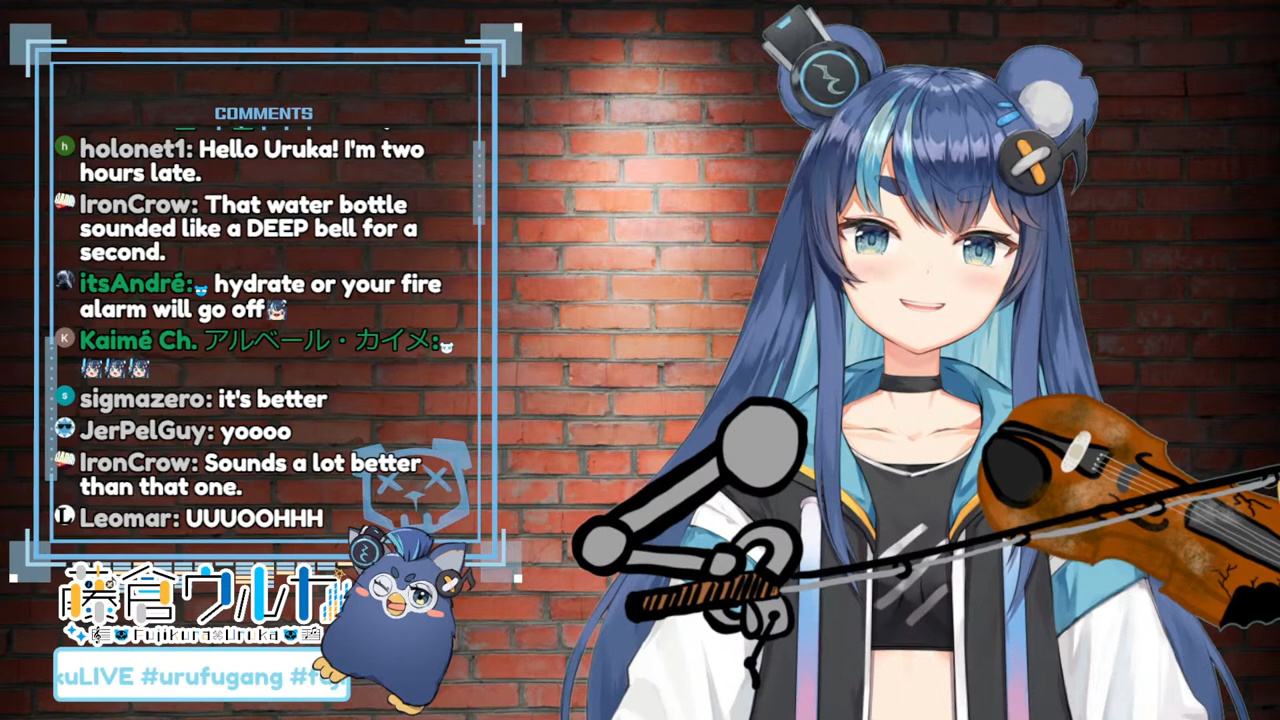 COMMENTS
holonet1: Hello Uruka! I'm two
hours late.
IronCrow: That water bottle
sounded like a DEEP bell for a
second.
itsAndré: hydrate or your fire
alarm will go off
Kaimé Ch. アルベール・カイメ:
sigmazero: it's better
JerPelGuy: yoooo
IronCrow: Sounds a lot better
than that one.
Leomar: UUUOOHHH
藤倉ウルカ
Fujikura Uruka
kuLIVE #urufugang